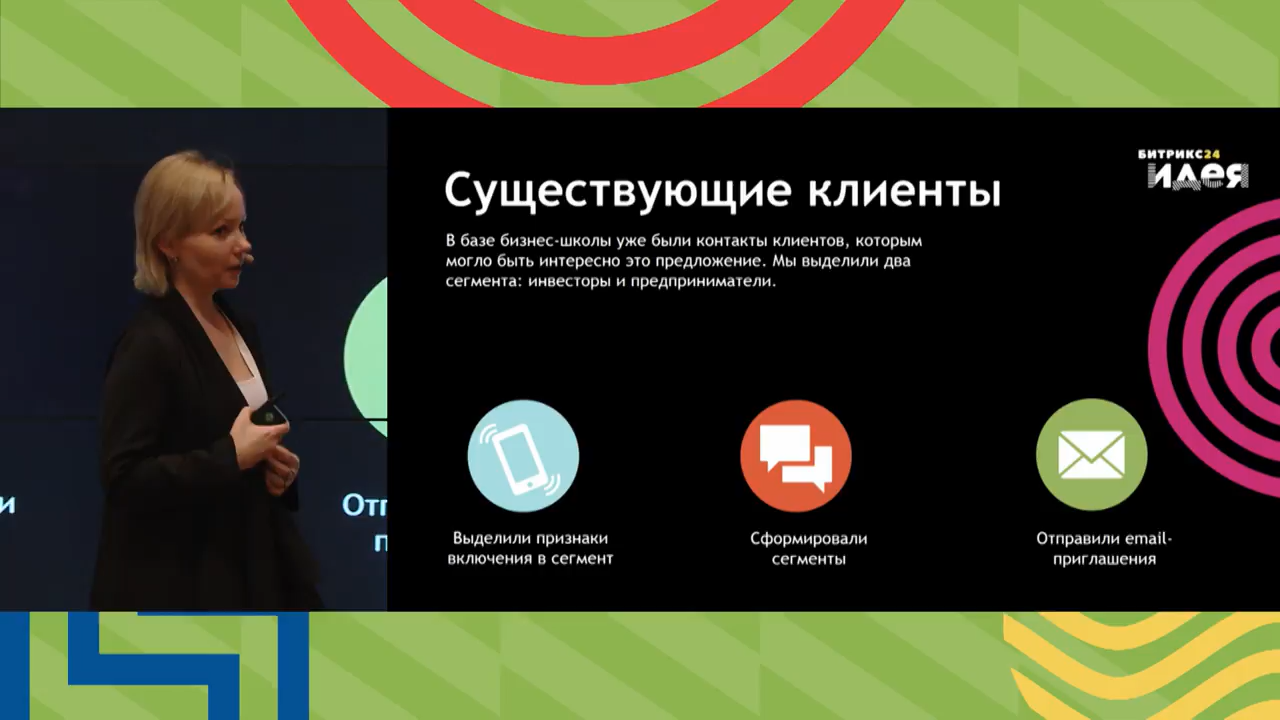 БИТРИКС24
идея
Существующие клиенты
В базе бизнес-школы уже были контакты клиентов, которым
могло быть интересно это предложение. Мы выделили два
сегмента: инвесторы и предприниматели.
Выделили признаки
включения в сегмент
Сформировали
сегменты
Отправили email-
приглашения